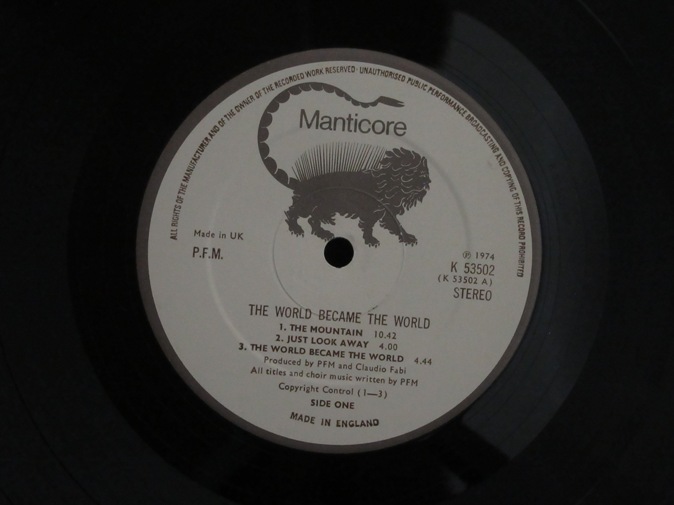 ALL RIGHTS OF THE MANUFACTURER AND OF THE OWNER OF THE RECORDED WORK RESERVED · UNAUTHORISED PUBLIC PERFORMANCE BROADCASTING AND COPYING OF THIS RECORD PROHIBITED
Manticore
Made in UK
P.F.M.
℗ 1974
K 53502
(K 53502 A)
STEREO
THE WORLD BECAME THE WORLD
1. THE MOUNTAIN 10.42
2. JUST LOOK AWAY 4.00
3. THE WORLD BECAME THE WORLD 4.44
Produced by PFM and Claudio Fabi
All titles and choir music written by PFM
Copyright Control (1—3)
SIDE ONE
MADE IN ENGLAND